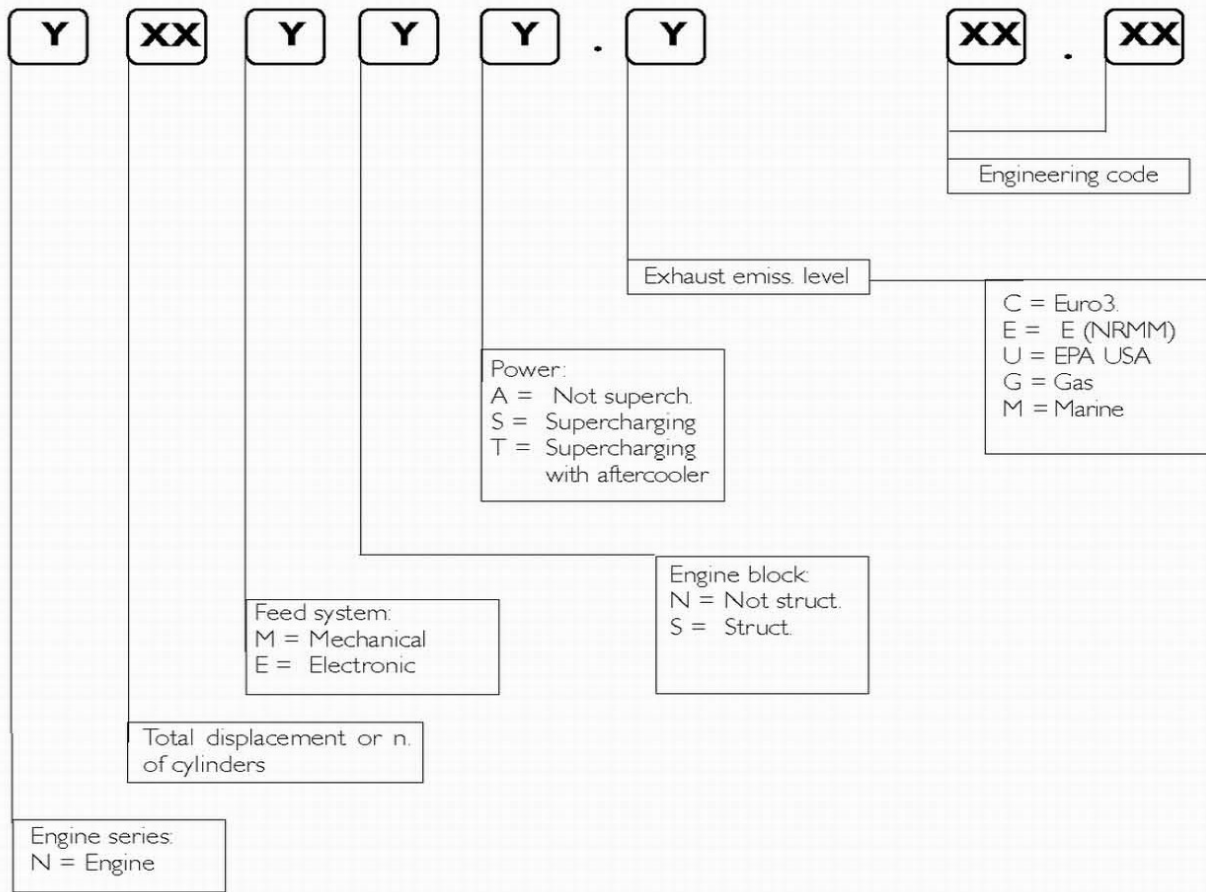 Y XX Y Y Y . Y XX . XX
Engineering code
Exhaust emiss. level
C = Euro3.
E = E (NRMM)
U = EPA USA
G = Gas
M = Marine
Power:
A = Not superch.
S = Supercharging
T = Supercharging
with aftercooler
Engine block:
N = Not struct.
S = Struct.
Feed system:
M = Mechanical
E = Electronic
Total displacement or n.
of cylinders
Engine series:
N = Engine